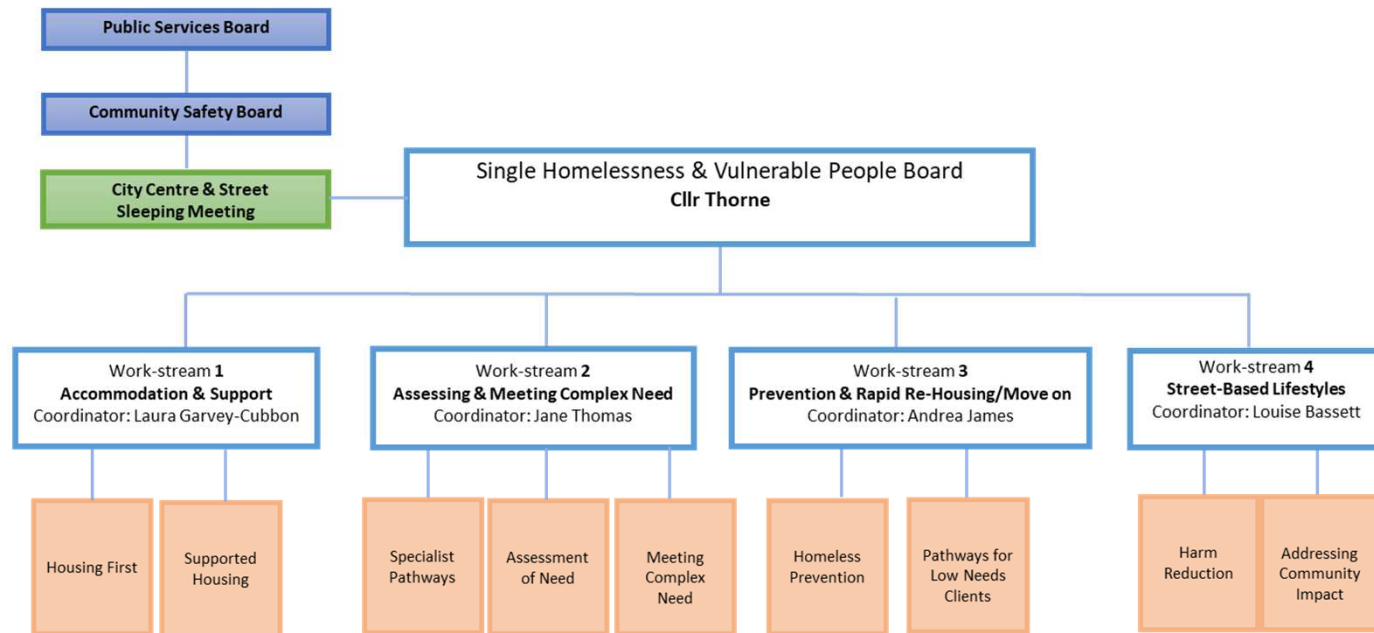 Public Services Board
Community Safety Board
City Centre & Street
Sleeping Meeting
Single Homelessness & Vulnerable People Board
Cllr Thorne
Work-stream 1
Accommodation & Support
Coordinator: Laura Garvey-Cubbon
Work-stream 2
Assessing & Meeting Complex Need
Coordinator: Jane Thomas
Work-stream 3
Prevention & Rapid Re-Housing/Move on
Coordinator: Andrea James
Work-stream 4
Street-Based Lifestyles
Coordinator: Louise Bassett
Housing First
Supported
Housing
Specialist
Pathways
Assessment
of Need
Meeting
Complex
Need
Homeless
Prevention
Pathways for
Low Needs
Clients
Harm
Reduction
Addressing
Community
Impact